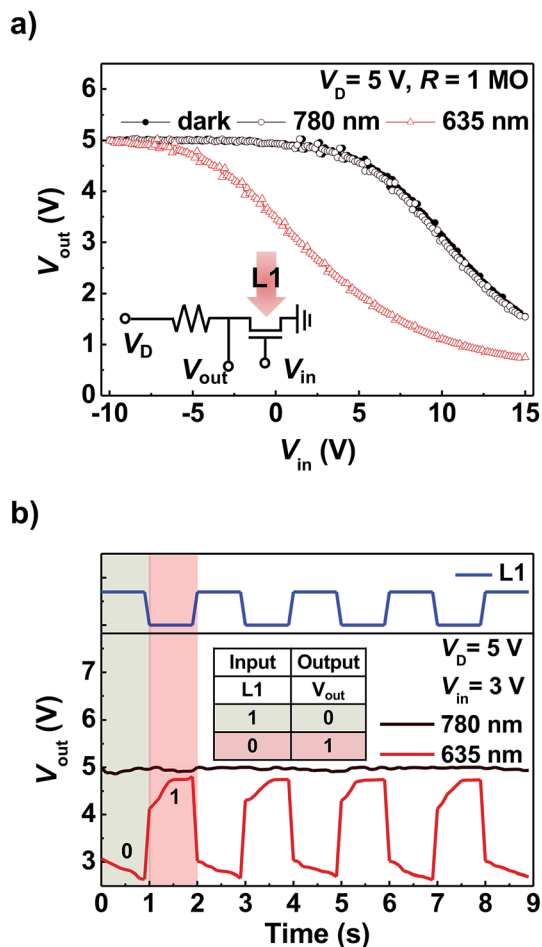 a)
V_D = 5 V, R = 1 MO
dark 780 nm 635 nm
6
5
4
3
2
1
0
V_out (V)
L1
V_D
V_out
V_in
-10 -5 0 5 10 15
V_in (V)
b)
L1
V_D = 5 V
V_in = 3 V
780 nm
635 nm
Input Output
L1 V_out
1 0
0 1
7
6
5
4
3
V_out (V)
1
0
0 1 2 3 4 5 6 7 8 9
Time (s)